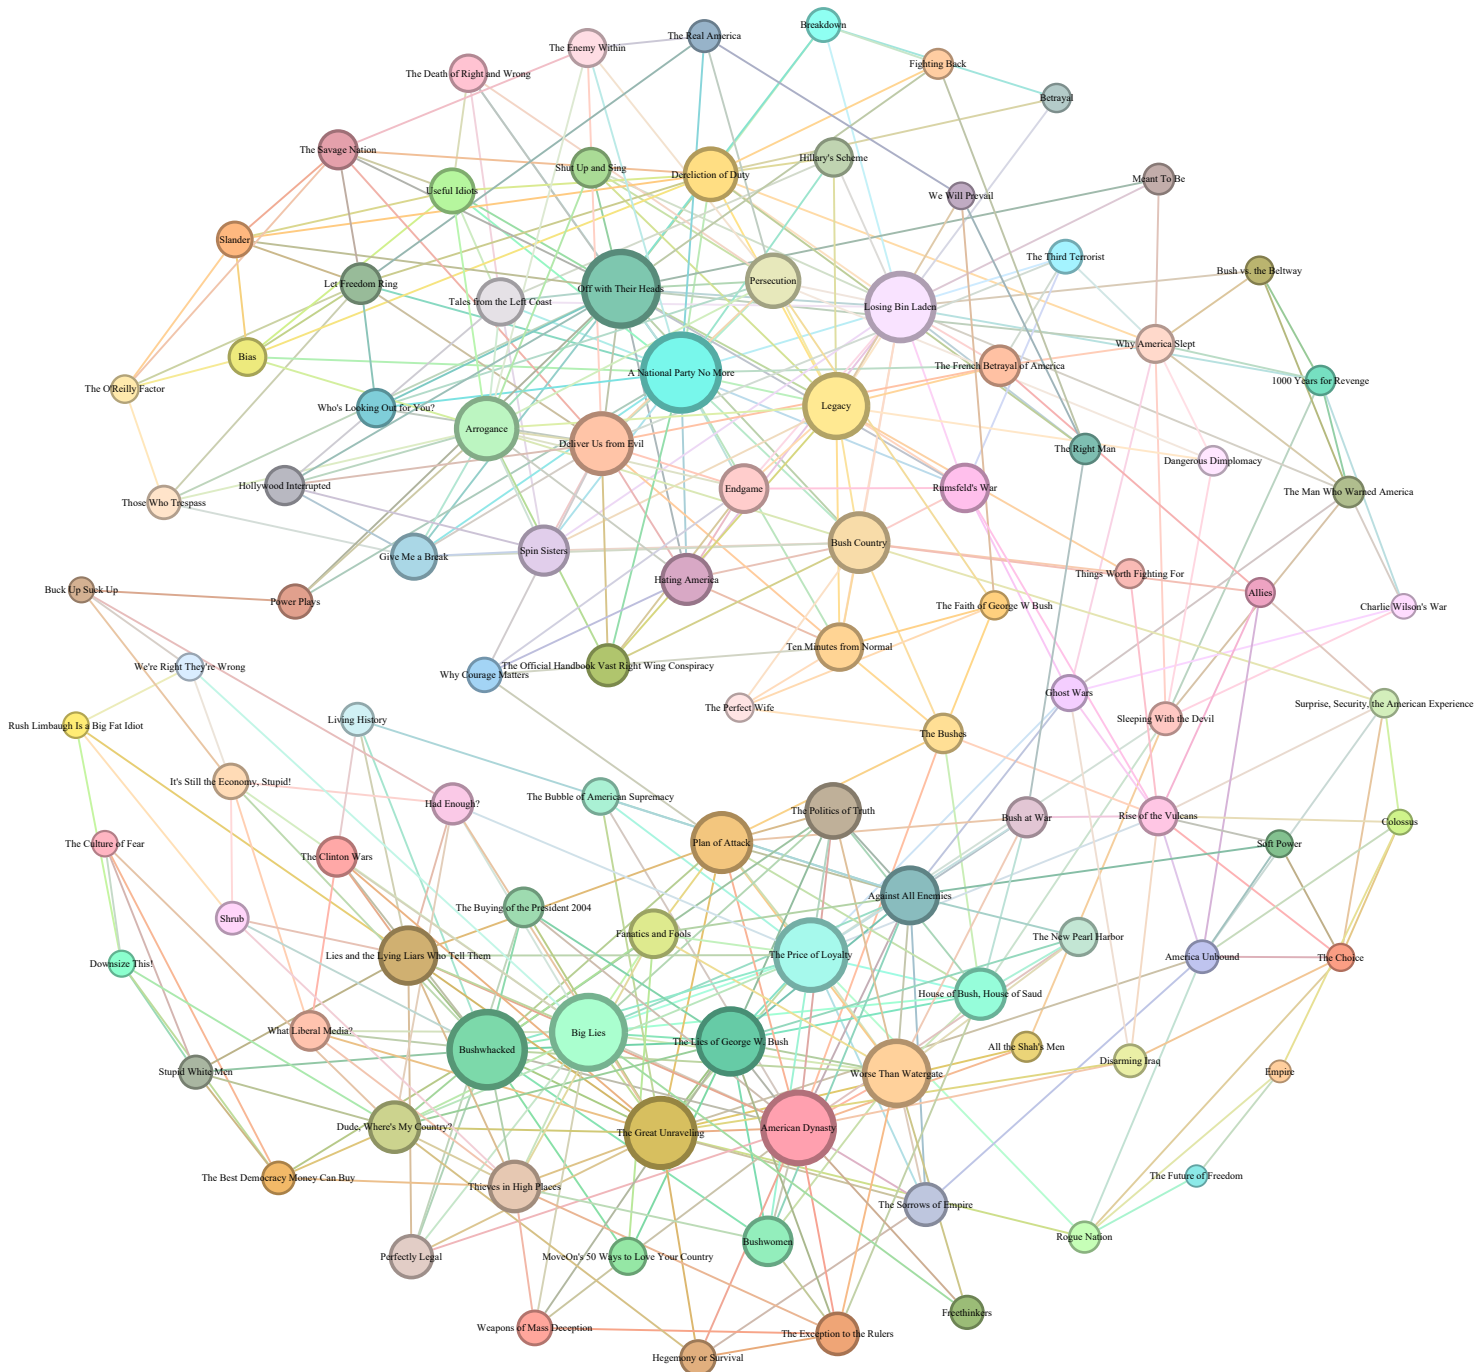 Breakdown
The Real America
The Enemy Within
Fighting Back
The Death of Right and Wrong
Betrayal
The Savage Nation
Hillary's Scheme
Shut Up and Sing
Dereliction of Duty
Meant To Be
Useful Idiots
We Will Prevail
Slander
The Third Terrorist
Bush vs. the Beltway
Let Freedom Ring
Persecution
Off with Their Heads
Tales from the Left Coast
Losing Bin Laden
Why America Slept
Bias
The French Betrayal of America
A National Party No More
1000 Years for Revenge
The O'Reilly Factor
Who's Looking Out for You?
Legacy
Arrogance
Deliver Us from Evil
The Right Man
Dangerous Dimplomacy
Hollywood Interrupted
Endgame
Rumsfeld's War
The Man Who Warned America
Those Who Trespass
Bush Country
Spin Sisters
Give Me a Break
Things Worth Fighting For
Hating America
Buck Up Suck Up
Allies
Power Plays
The Faith of George W Bush
Charlie Wilson's War
Ten Minutes from Normal
The Official Handbook Vast Right Wing Conspiracy
We're Right They're Wrong
Why Courage Matters
Ghost Wars
Surprise, Security, the American Experience
The Perfect Wife
Living History
Sleeping With the Devil
Rush Limbaugh Is a Big Fat Idiot
The Bushes
It's Still the Economy, Stupid!
The Bubble of American Supremacy
Had Enough?
The Politics of Truth
Bush at War
Rise of the Vulcans
Colossus
The Culture of Fear
Plan of Attack
Soft Power
The Clinton Wars
Against All Enemies
The Buying of the President 2004
Shrub
Fanatics and Fools
The New Pearl Harbor
Lies and the Lying Liars Who Tell Them
The Price of Loyalty
America Unbound
The Choice
Downsize This!
House of Bush, House of Saud
What Liberal Media?
Big Lies
The Lies of George W. Bush
All the Shah's Men
Bushwhacked
Disarming Iraq
Stupid White Men
Empire
Worse Than Watergate
Dude, Where's My Country?
American Dynasty
The Great Unraveling
The Future of Freedom
The Best Democracy Money Can Buy
Thieves in High Places
The Sorrows of Empire
Rogue Nation
Bushwomen
Perfectly Legal
MoveOn's 50 Ways to Love Your Country
Freethinkers
Weapons of Mass Deception
The Exception to the Rulers
Hegemony or Survival